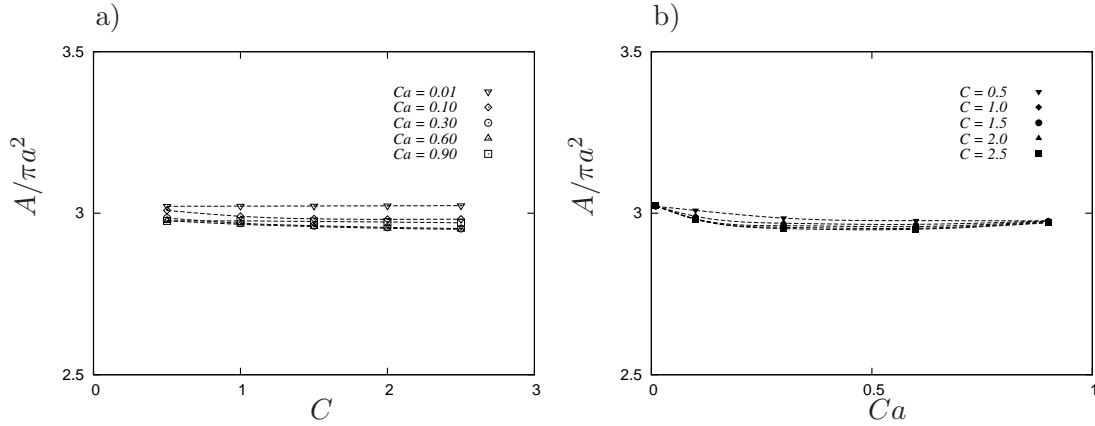 a)
3.5
3
2.5
A/πa²
Ca = 0.01
Ca = 0.10
Ca = 0.30
Ca = 0.60
Ca = 0.90
0
1
2
3
C
b)
3.5
3
2.5
A/πa²
C = 0.5
C = 1.0
C = 1.5
C = 2.0
C = 2.5
0
0.5
1
Ca